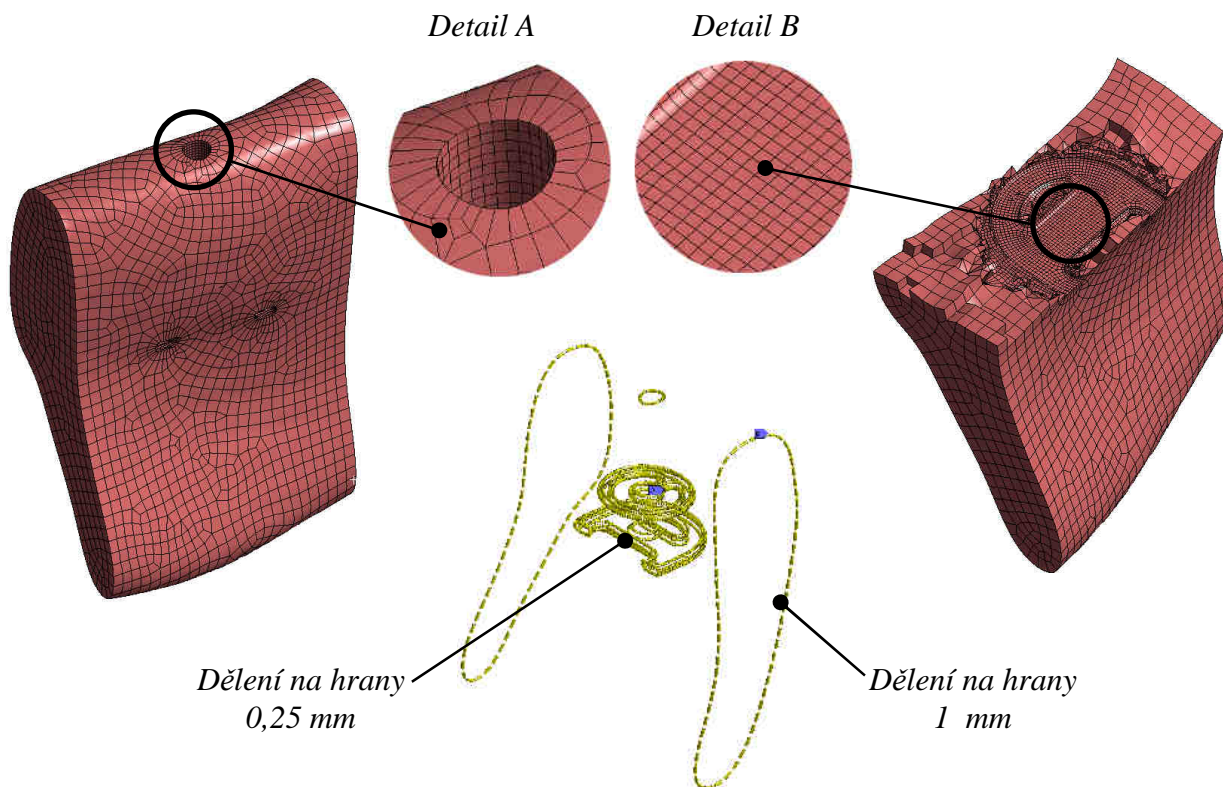 Detail A
Detail B
Dělení na hrany
0,25 mm
Dělení na hrany
1 mm